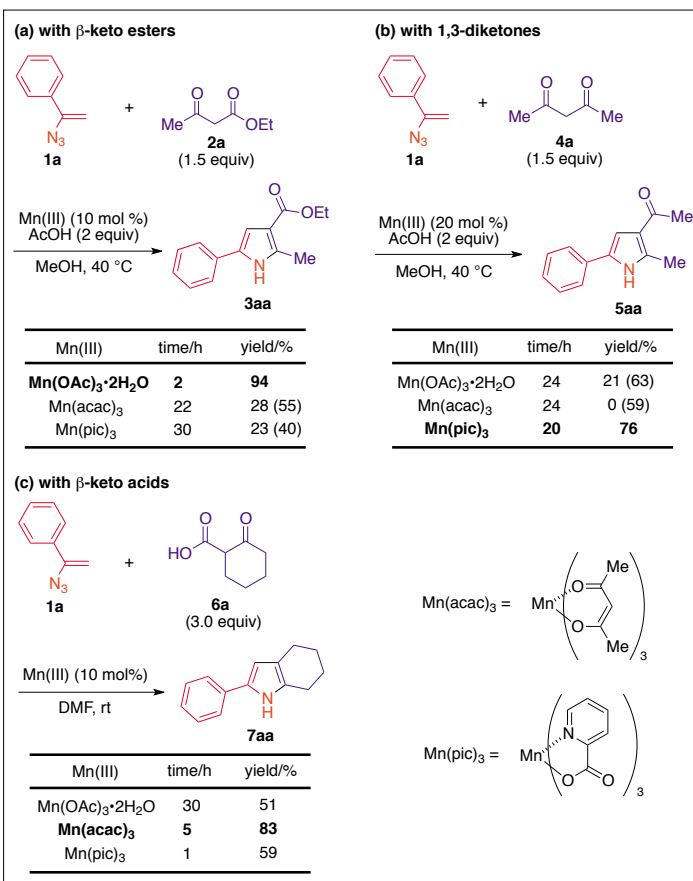 (a) with β-keto esters
N3
1a
+
O
O
Me
OEt
2a
(1.5 equiv)
Mn(III) (10 mol %)
AcOH (2 equiv)
MeOH, 40 °C
O
OEt
N
H
Me
3aa
Mn(III) time/h yield/%
Mn(OAc)3•2H2O 2 94
Mn(acac)3 22 28 (55)
Mn(pic)3 30 23 (40)
(b) with 1,3-diketones
N3
1a
+
O
O
Me
Me
4a
(1.5 equiv)
Mn(III) (20 mol %)
AcOH (2 equiv)
MeOH, 40 °C
O
Me
N
H
Me
5aa
Mn(III) time/h yield/%
Mn(OAc)3•2H2O 24 21 (63)
Mn(acac)3 24 0 (59)
Mn(pic)3 20 76
(c) with β-keto acids
N3
1a
+
O
O
HO
6a
(3.0 equiv)
Mn(III) (10 mol%)
DMF, rt
N
H
7aa
Mn(III) time/h yield/%
Mn(OAc)3•2H2O 30 51
Mn(acac)3 5 83
Mn(pic)3 1 59
Mn(acac)3 =
Mn
Me
O
O
Me
3
Mn(pic)3 =
Mn
N
O
O
3